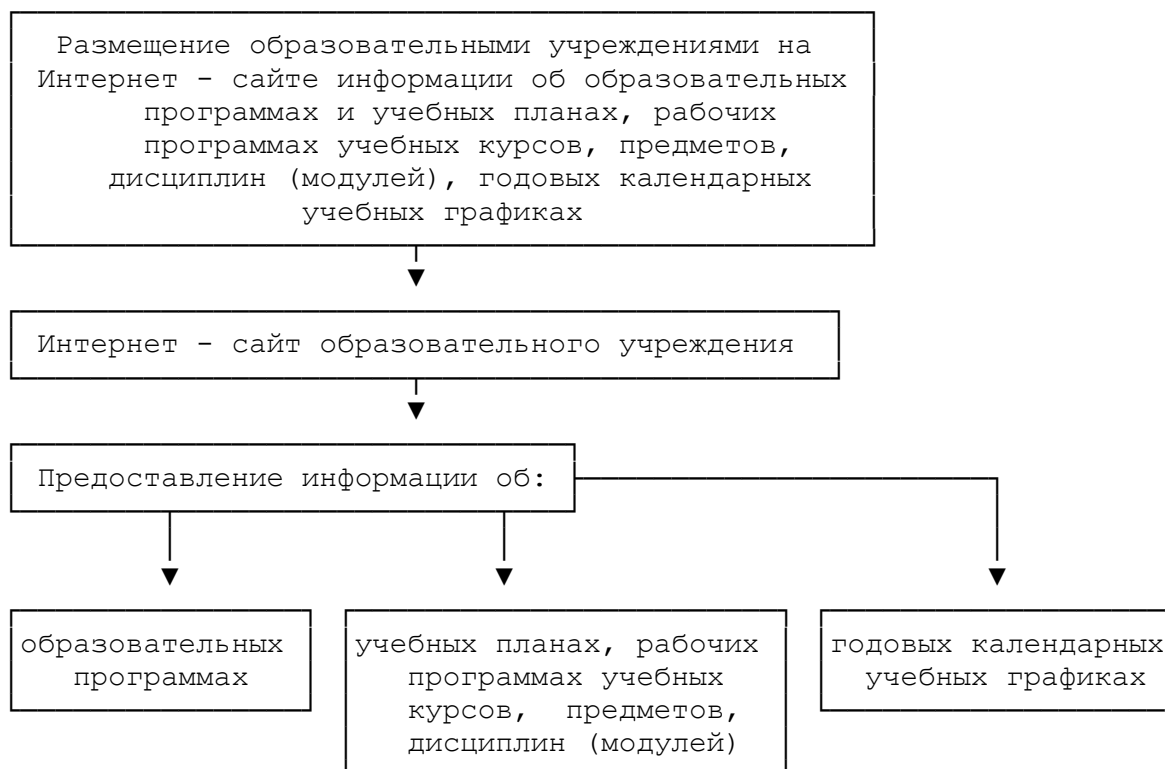 Размещение образовательными учреждениями на
Интернет - сайте информации об образовательных
программах и учебных планах, рабочих
программах учебных курсов, предметов,
дисциплин (модулей), годовых календарных
учебных графиках
Интернет - сайт образовательного учреждения
Предоставление информации об:
образовательных
программах
учебных планах, рабочих
программах учебных
курсов, предметов,
дисциплин (модулей)
годовых календарных
учебных графиках